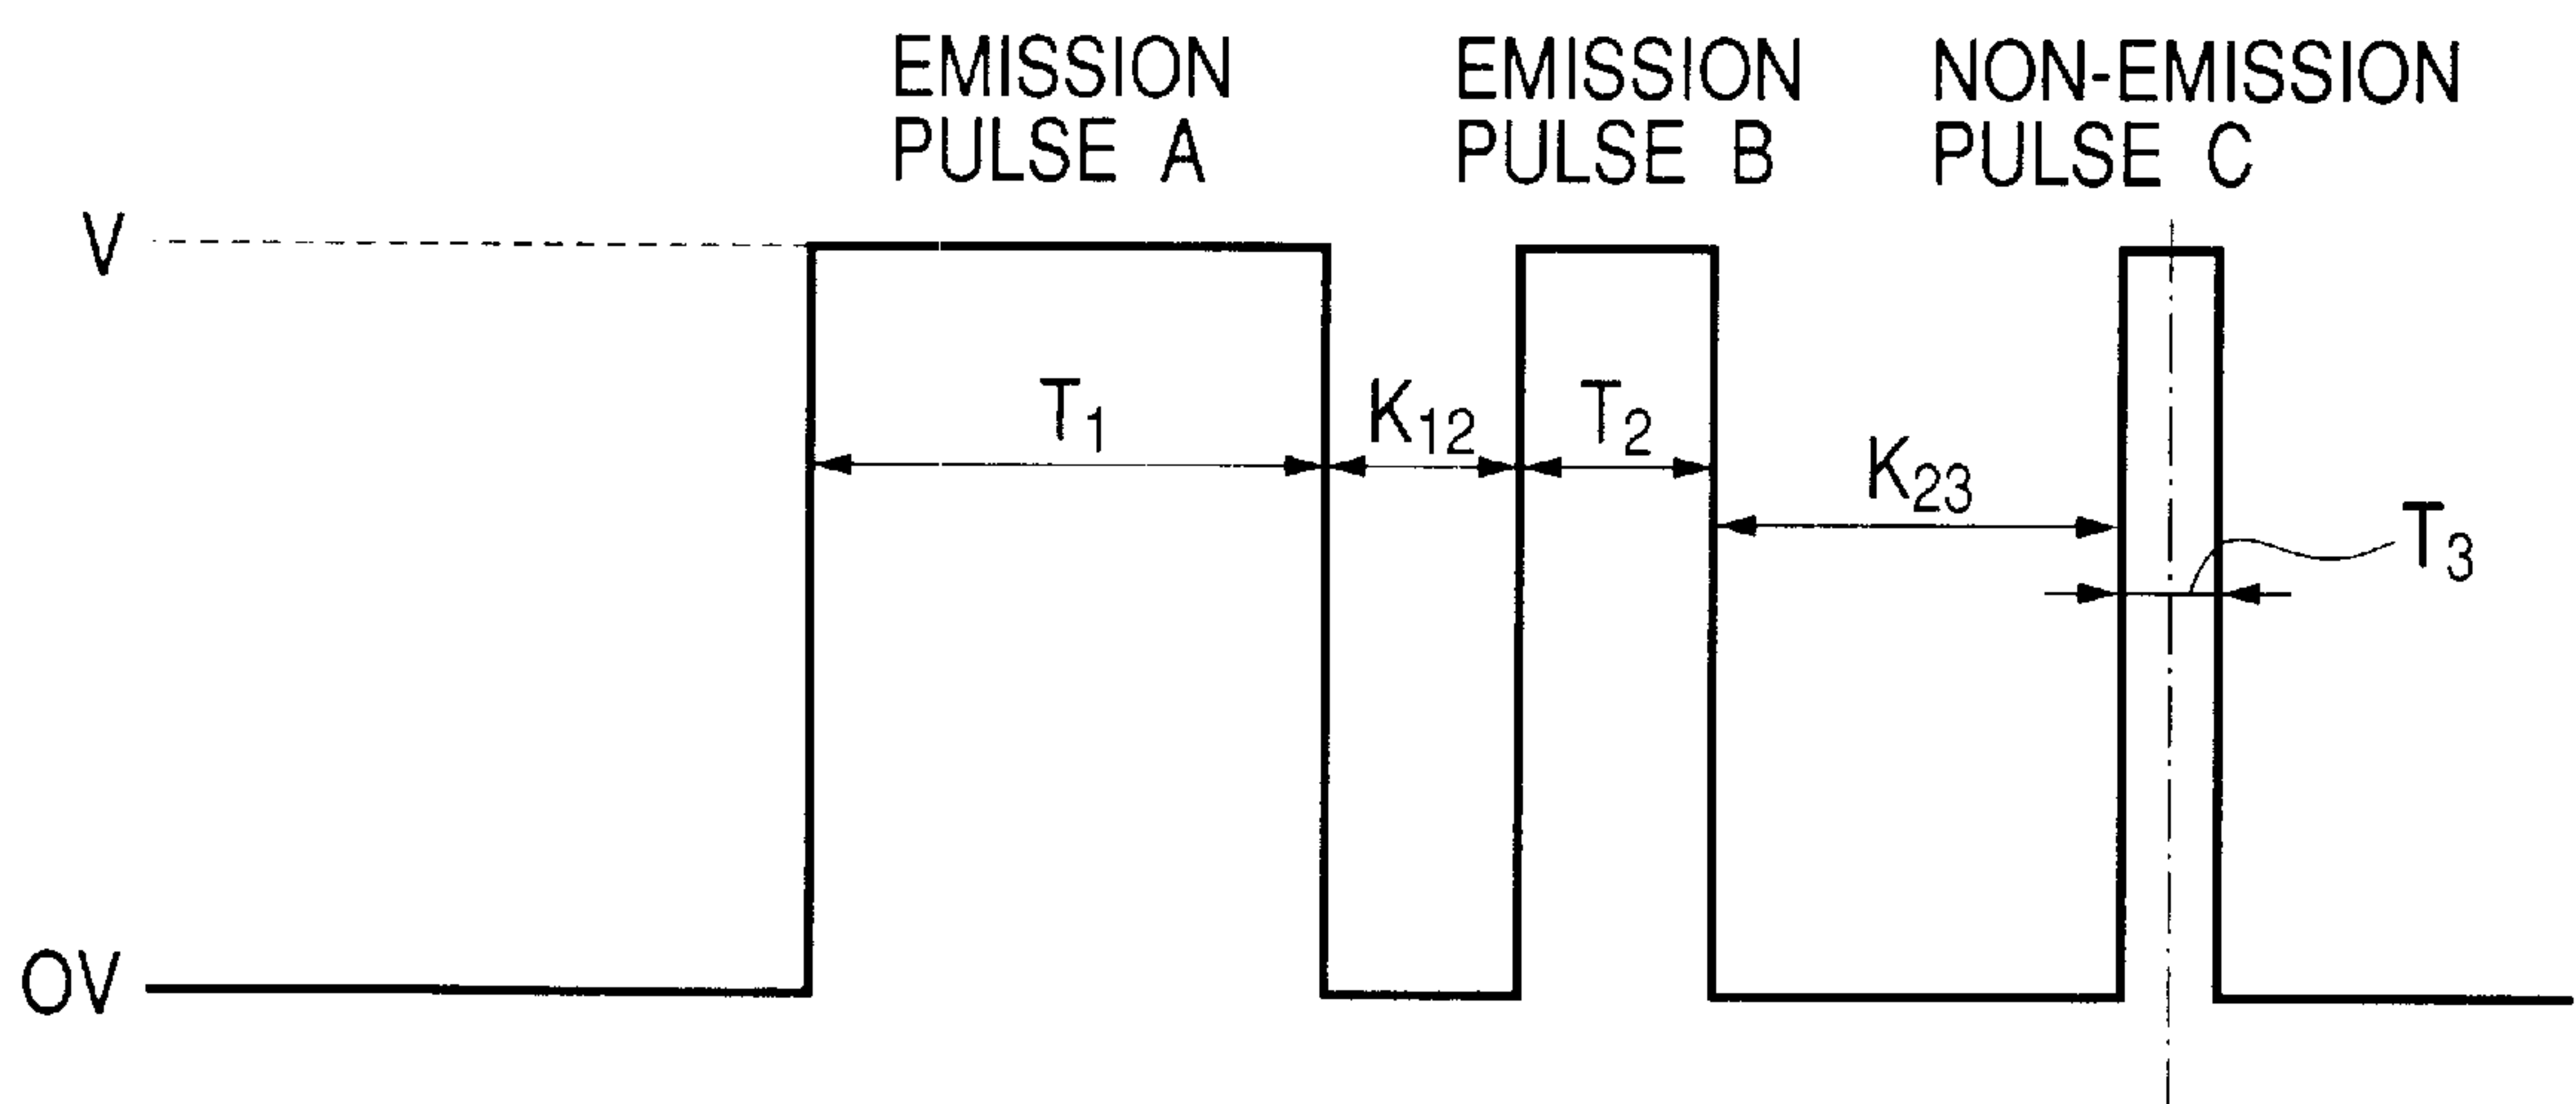 EMISSION
PULSE A
EMISSION
PULSE B
NON-EMISSION
PULSE C
V
T1
K12
T2
K23
T3
OV